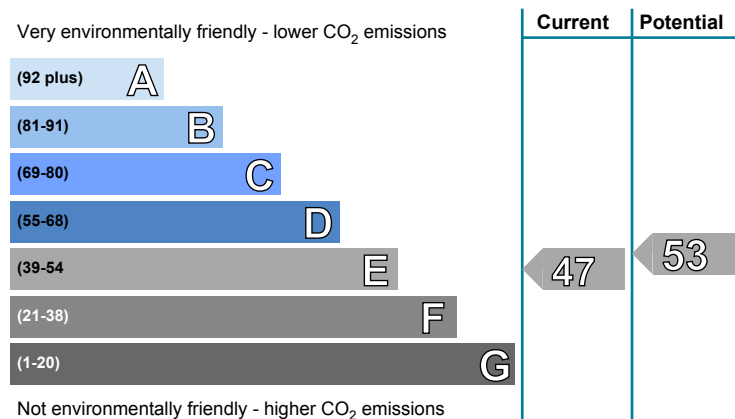 Very environmentally friendly - lower CO₂ emissions
Current
Potential
(92 plus) A
(81-91) B
(69-80) C
(55-68) D
(39-54 E
47
53
(21-38) F
(1-20) G
Not environmentally friendly - higher CO₂ emissions